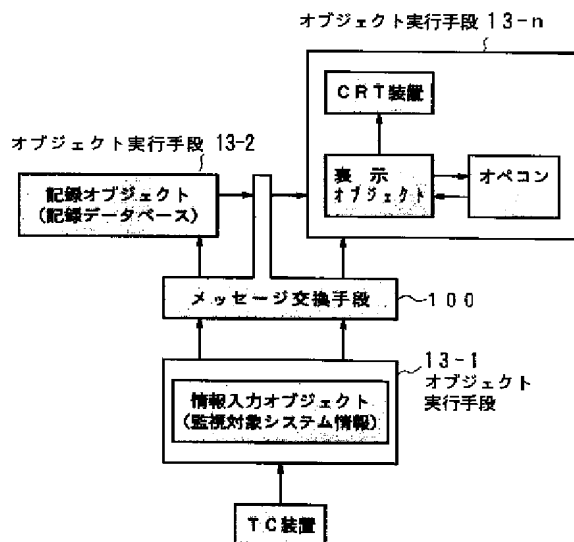 オブジェクト実行手段 13-n
CRT装置
オブジェクト実行手段 13-2
記録オブジェクト
(記録データベース)
表 示
オブジェクト
オペコン
メッセージ交換手段
100
情報入力オブジェクト
(監視対象システム情報)
13-1
オブジェクト
実行手段
TC装置